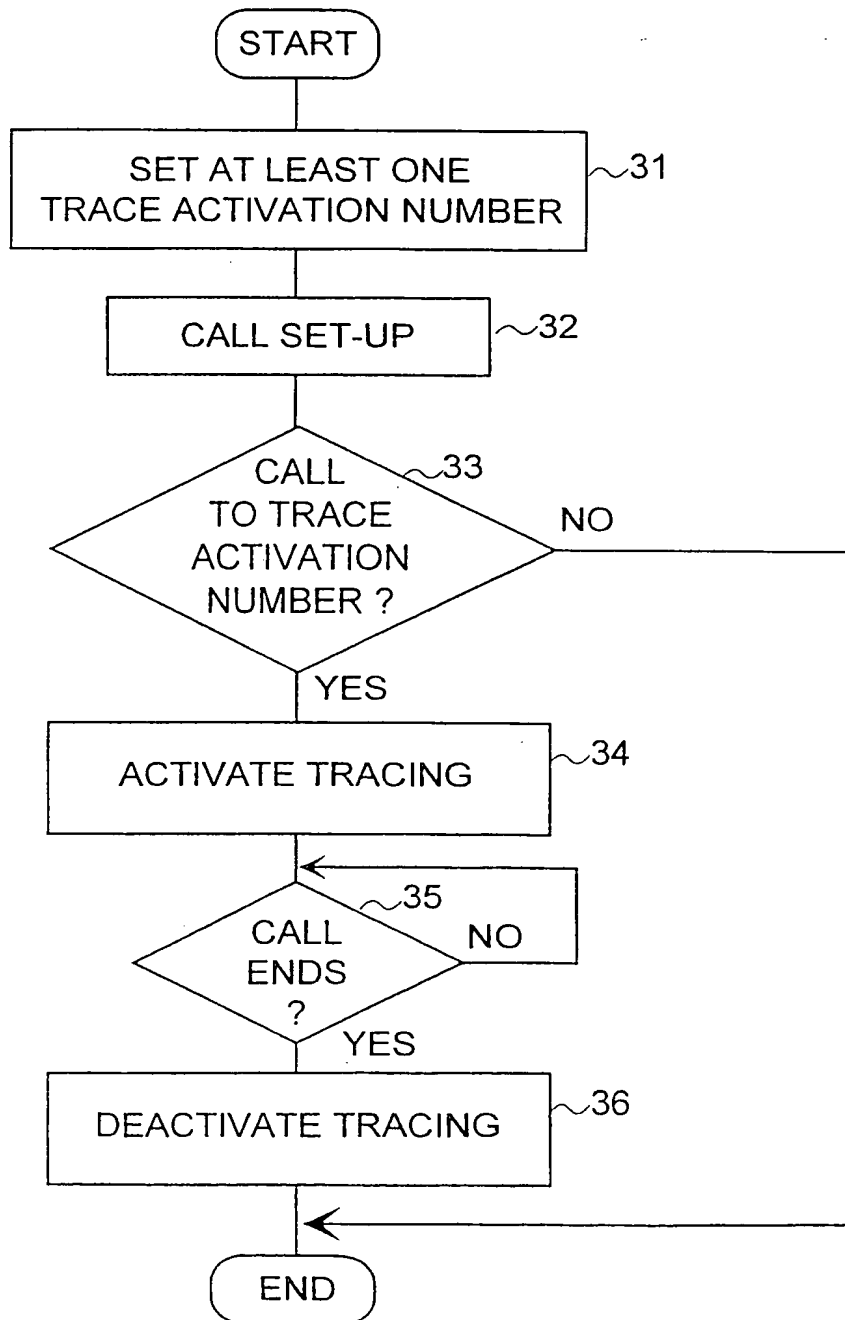 START
SET AT LEAST ONE
TRACE ACTIVATION NUMBER
31
CALL SET-UP
32
33
CALL
TO TRACE
ACTIVATION
NUMBER ?
NO
YES
ACTIVATE TRACING
34
35
CALL
ENDS
?
NO
YES
DEACTIVATE TRACING
36
END